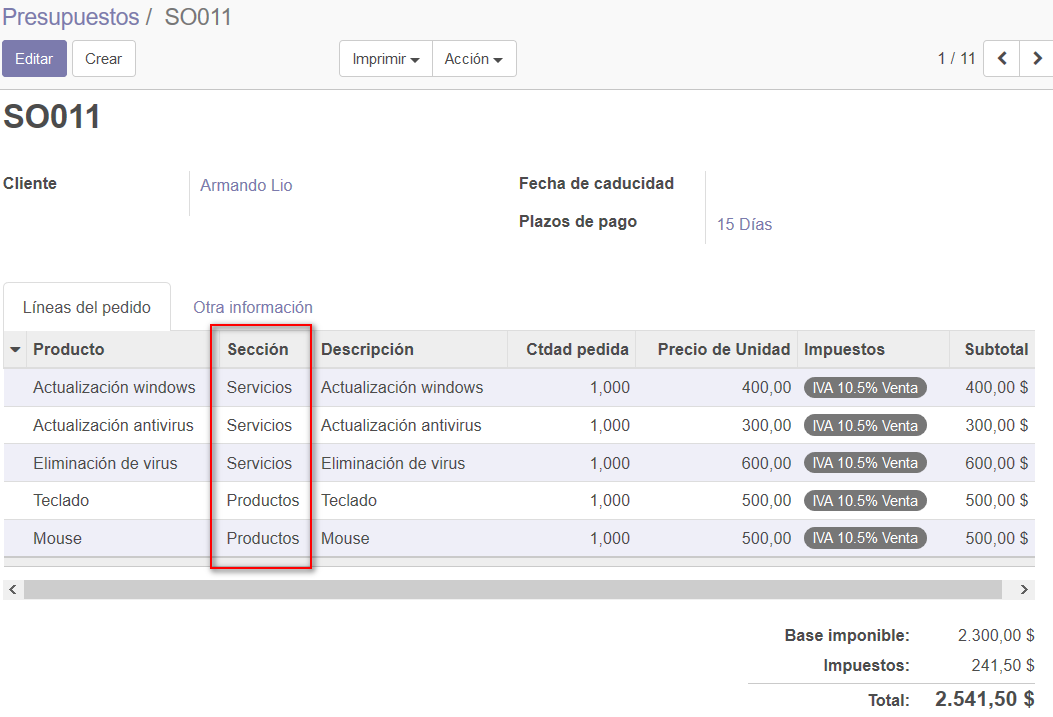 Presupuestos / SO011
Editar Crear Imprimir Acción 1 / 11
SO011
Cliente Armando Lio Fecha de caducidad
Plazos de pago 15 Días
Líneas del pedido Otra información
Producto Sección Descripción Ctdad pedida Precio de Unidad Impuestos Subtotal
Actualización windows Servicios Actualización windows 1,000 400,00 IVA 10.5% Venta 400,00 $
Actualización antivirus Servicios Actualización antivirus 1,000 300,00 IVA 10.5% Venta 300,00 $
Eliminación de virus Servicios Eliminación de virus 1,000 600,00 IVA 10.5% Venta 600,00 $
Teclado Productos Teclado 1,000 500,00 IVA 10.5% Venta 500,00 $
Mouse Productos Mouse 1,000 500,00 IVA 10.5% Venta 500,00 $
Base imponible: 2.300,00 $
Impuestos: 241,50 $
Total: 2.541,50 $